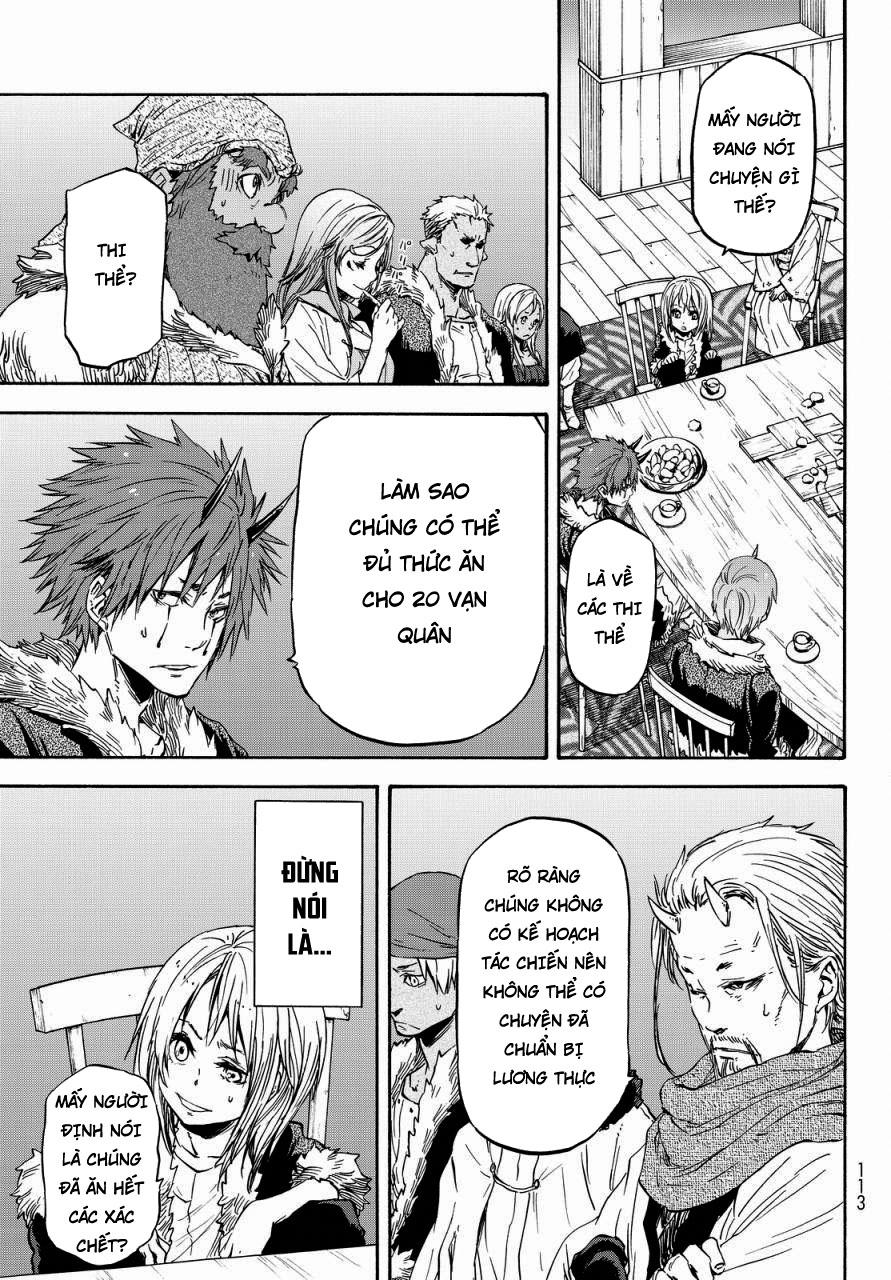 MẤY NGƯỜI
ĐANG NÓI
CHUYỆN GÌ
THẾ?
LÀ VỀ
CÁC THI
THỂ
THI
THỂ?
LÀM SAO
CHÚNG CÓ THỂ
ĐỦ THỨC ĂN
CHO 20 VẠN
QUÂN
RÕ RÀNG
CHÚNG KHÔNG
CÓ KẾ HOẠCH
TÁC CHIẾN NÊN
KHÔNG THỂ CÓ
CHUYỆN ĐÃ
CHUẨN BỊ
LƯƠNG THỰC
ĐỪNG
NÓI
LÀ...
MẤY NGƯỜI
ĐỊNH NÓI
LÀ CHÚNG
ĐÃ ĂN HẾT
CÁC XÁC
CHẾT?
113